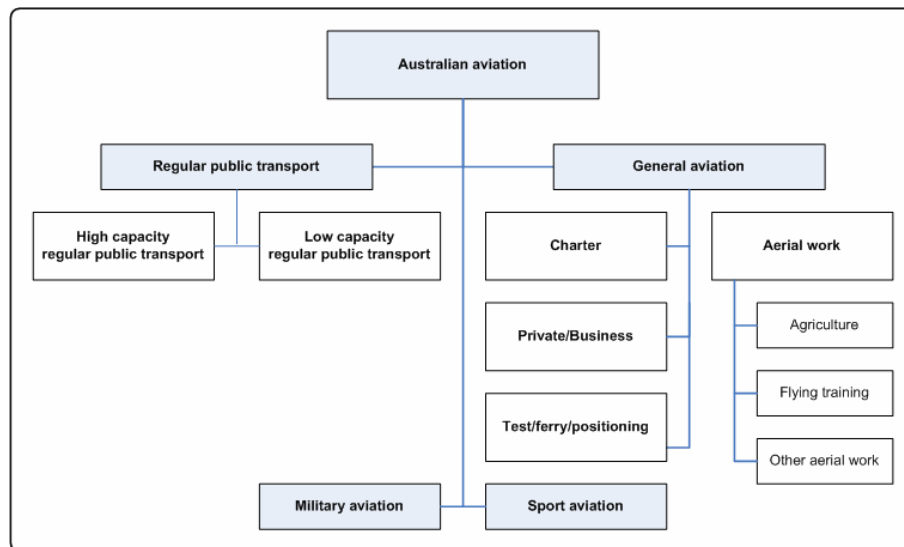 Australian aviation
Regular public transport
General aviation
High capacity
regular public transport
Low capacity
regular public transport
Charter
Aerial work
Private/Business
Agriculture
Flying training
Test/ferry/positioning
Other aerial work
Military aviation
Sport aviation